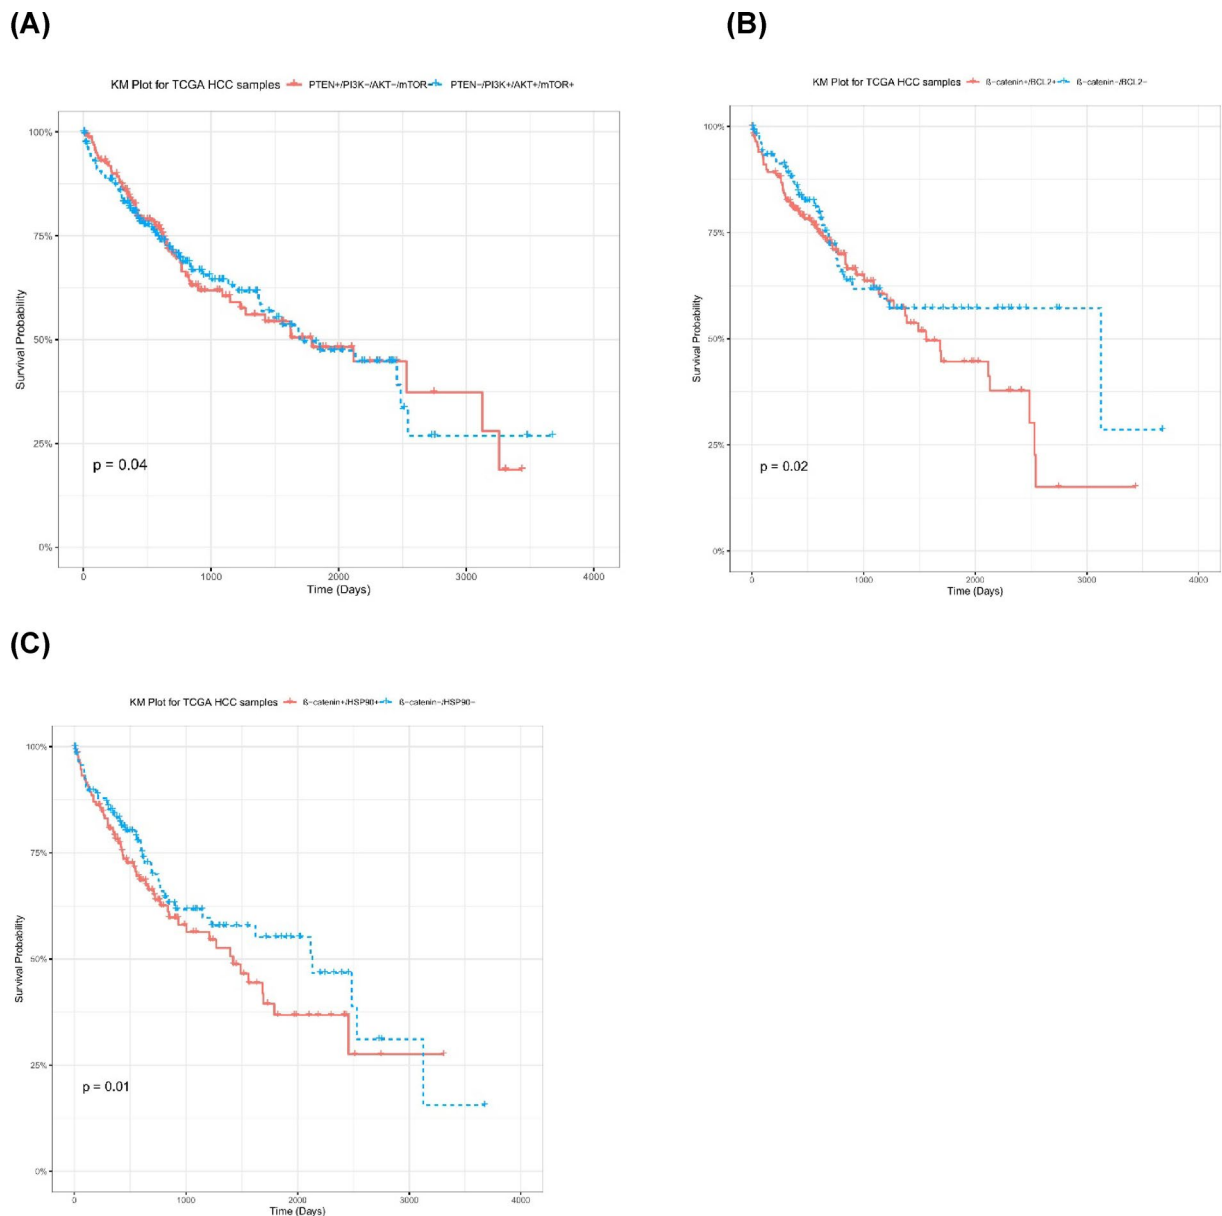 (A)
KM Plot for TCGA HCC samples PTEN+/PI3K−/AKT−/mTOR− PTEN−/PI3K+/AKT+/mTOR+
Survival Probability
100%
75%
50%
25%
0%
p = 0.04
0 1000 2000 3000 4000
Time (Days)
(B)
KM Plot for TCGA HCC samples ß−catenin+/BCL2+ ß−catenin−/BCL2−
Survival Probability
100%
75%
50%
25%
0%
p = 0.02
0 1000 2000 3000 4000
Time (Days)
(C)
KM Plot for TCGA HCC samples ß−catenin+/HSP90+ ß−catenin−/HSP90−
Survival Probability
100%
75%
50%
25%
0%
p = 0.01
0 1000 2000 3000 4000
Time (Days)